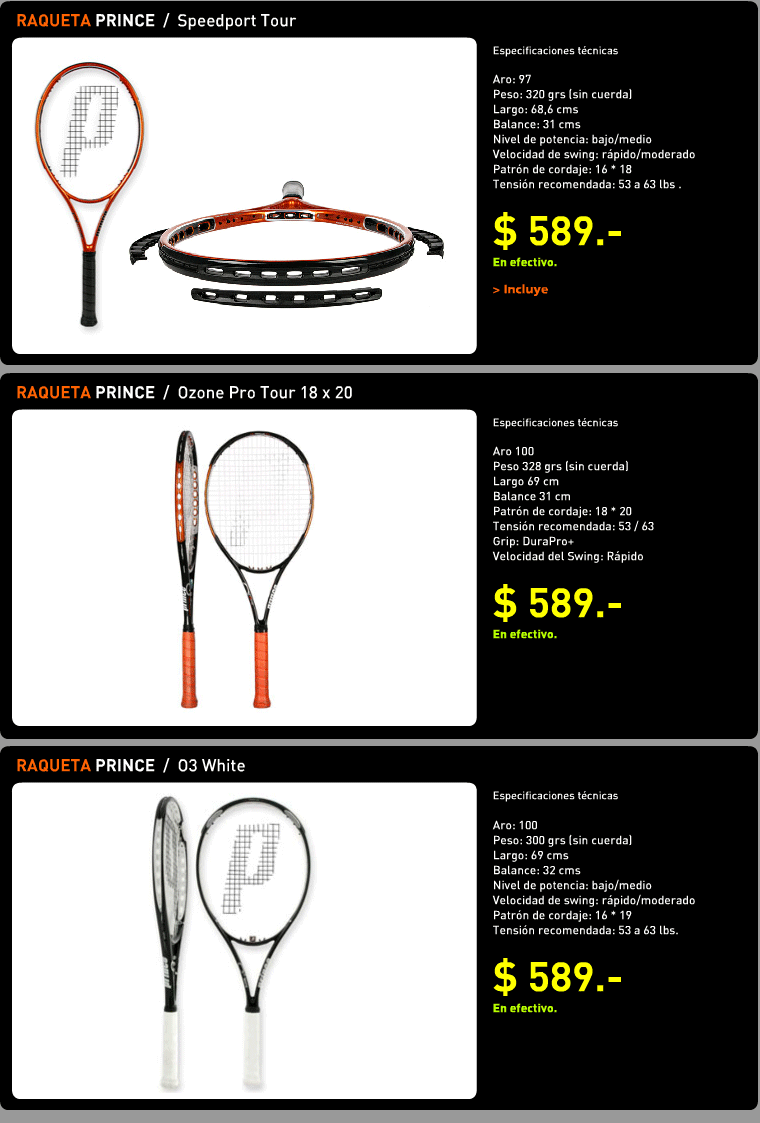 RAQUETA PRINCE / Speedport Tour
Especificaciones técnicas
Aro: 97
Peso: 320 grs (sin cuerda)
Largo: 68,6 cms
Balance: 31 cms
Nivel de potencia: bajo/medio
Velocidad de swing: rápido/moderado
Patrón de cordaje: 16 * 18
Tensión recomendada: 53 a 63 lbs .
$ 589.-
En efectivo.
> Incluye
RAQUETA PRINCE / Ozone Pro Tour 18 x 20
Especificaciones técnicas
Aro 100
Peso 328 grs (sin cuerda)
Largo 69 cm
Balance 31 cm
Patrón de cordaje: 18 * 20
Tensión recomendada: 53 / 63
Grip: DuraPro+
Velocidad del Swing: Rápido
$ 589.-
En efectivo.
RAQUETA PRINCE / O3 White
Especificaciones técnicas
Aro: 100
Peso: 300 grs (sin cuerda)
Largo: 69 cms
Balance: 32 cms
Nivel de potencia: bajo/medio
Velocidad de swing: rápido/moderado
Patrón de cordaje: 16 * 19
Tensión recomendada: 53 a 63 lbs.
$ 589.-
En efectivo.